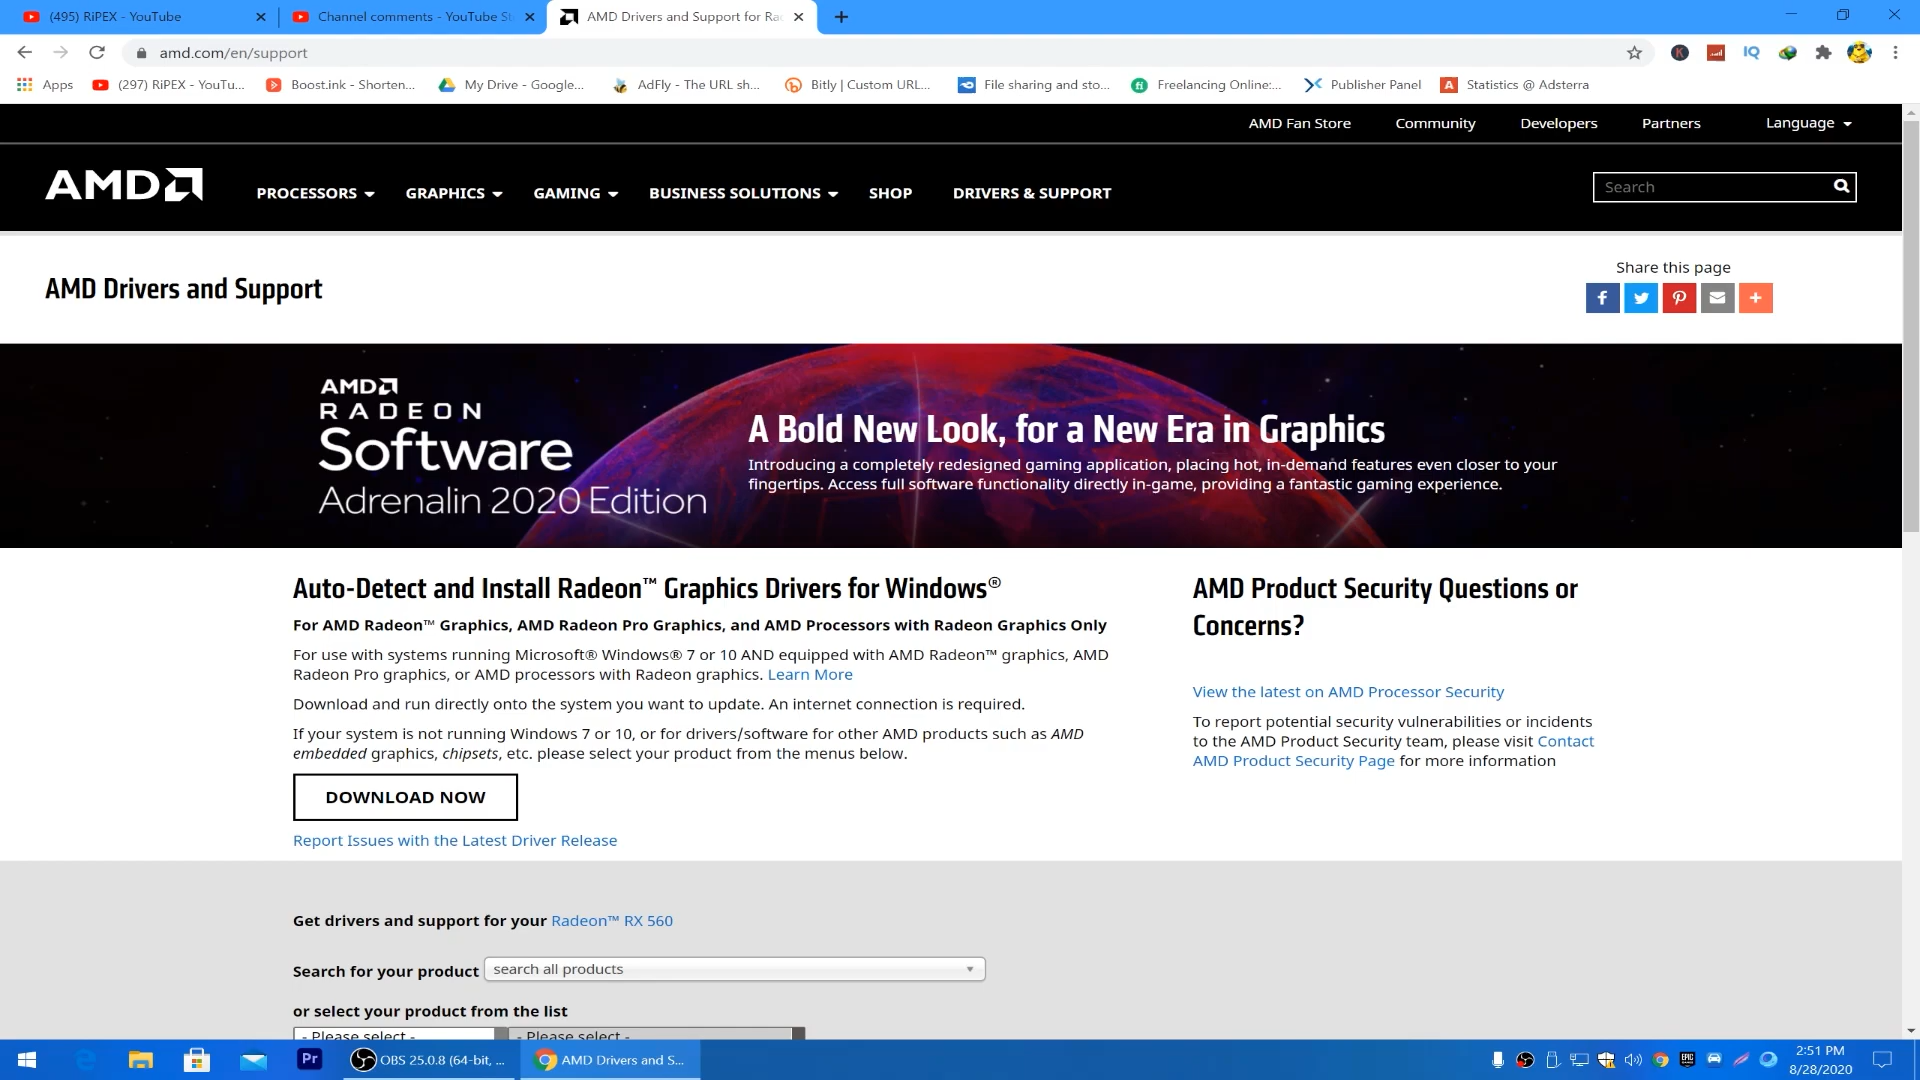 (495) RiPEX - YouTube
Channel comments - YouTube St
AMD Drivers and Support for Ra
amd.com/en/support
Apps
(297) RiPEX - YouTu...
Boost.ink - Shorten...
My Drive - Google...
AdFly - The URL sh...
Bitly | Custom URL...
File sharing and sto...
Freelancing Online:...
Publisher Panel
Statistics @ Adsterra
AMD Fan Store
Community
Developers
Partners
Language
AMD
PROCESSORS
GRAPHICS
GAMING
BUSINESS SOLUTIONS
SHOP
DRIVERS & SUPPORT
Search
AMD Drivers and Support
Share this page
AMD
RADEON
Software
Adrenalin 2020 Edition
A Bold New Look, for a New Era in Graphics
Introducing a completely redesigned gaming application, placing hot, in-demand features even closer to your
fingertips. Access full software functionality directly in-game, providing a fantastic gaming experience.
Auto-Detect and Install Radeon™ Graphics Drivers for Windows®
For AMD Radeon™ Graphics, AMD Radeon Pro Graphics, and AMD Processors with Radeon Graphics Only
For use with systems running Microsoft® Windows® 7 or 10 AND equipped with AMD Radeon™ graphics, AMD
Radeon Pro graphics, or AMD processors with Radeon graphics. Learn More
Download and run directly onto the system you want to update. An internet connection is required.
If your system is not running Windows 7 or 10, or for drivers/software for other AMD products such as AMD
embedded graphics, chipsets, etc. please select your product from the menus below.
DOWNLOAD NOW
Report Issues with the Latest Driver Release
AMD Product Security Questions or
Concerns?
View the latest on AMD Processor Security
To report potential security vulnerabilities or incidents
to the AMD Product Security team, please visit Contact
AMD Product Security Page for more information
Get drivers and support for your Radeon™ RX 560
Search for your product
search all products
or select your product from the list
- Please select -
- Please select -
Pr
OBS 25.0.8 (64-bit, ...
AMD Drivers and S...
2:51 PM
8/28/2020